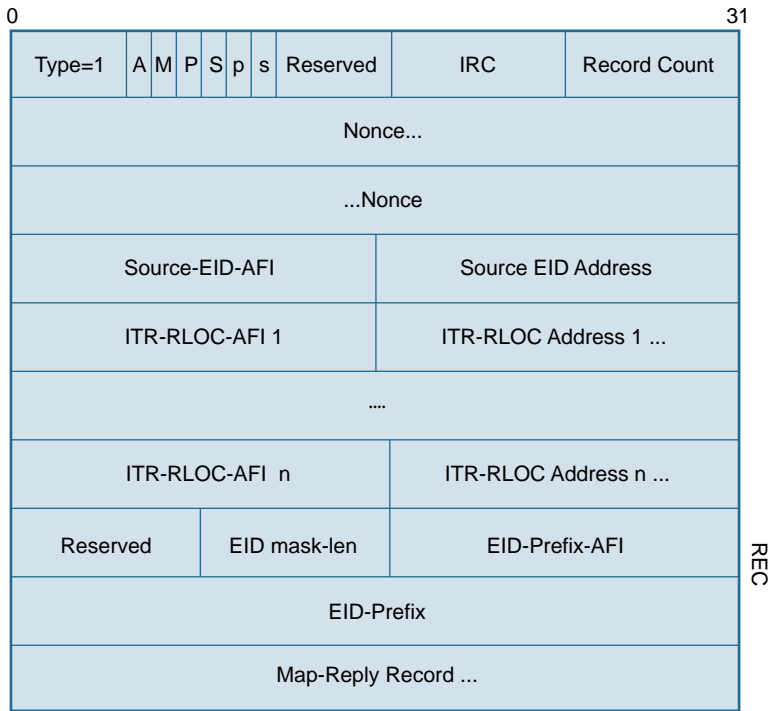 0 31
Type=1 A M P S p s Reserved IRC Record Count
Nonce...
...Nonce
Source-EID-AFI Source EID Address
ITR-RLOC-AFI 1 ITR-RLOC Address 1 ...
....
ITR-RLOC-AFI n ITR-RLOC Address n ...
Reserved EID mask-len EID-Prefix-AFI
REC
EID-Prefix
Map-Reply Record ...